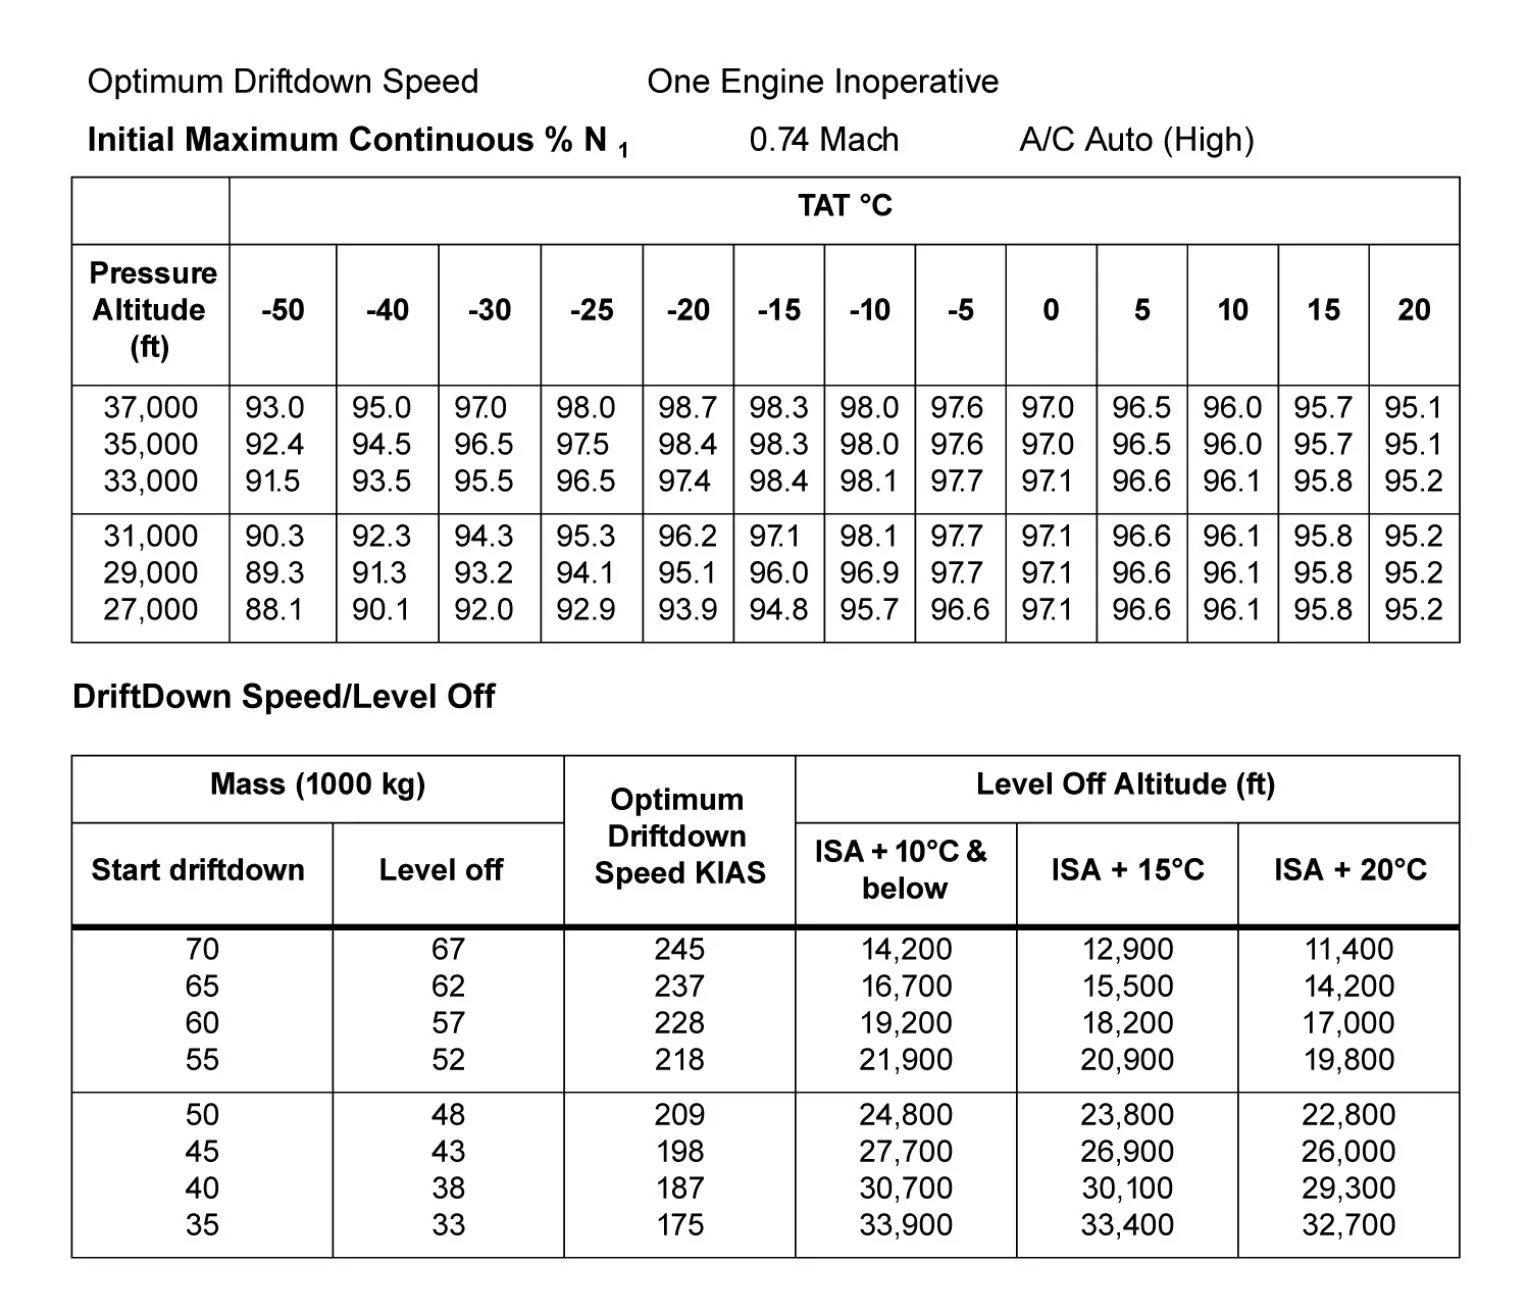 Optimum Driftdown Speed One Engine Inoperative
Initial Maximum Continuous % N 1 0.74 Mach A/C Auto (High)
TAT °C
Pressure Altitude (ft) -50 -40 -30 -25 -20 -15 -10 -5 0 5 10 15 20
37,000 93.0 95.0 97.0 98.0 98.7 98.3 98.0 97.6 97.0 96.5 96.0 95.7 95.1
35,000 92.4 94.5 96.5 97.5 98.4 98.3 98.0 97.6 97.0 96.5 96.0 95.7 95.1
33,000 91.5 93.5 95.5 96.5 97.4 98.4 98.1 97.7 97.1 96.6 96.1 95.8 95.2
31,000 90.3 92.3 94.3 95.3 96.2 97.1 98.1 97.7 97.1 96.6 96.1 95.8 95.2
29,000 89.3 91.3 93.2 94.1 95.1 96.0 96.9 97.7 97.1 96.6 96.1 95.8 95.2
27,000 88.1 90.1 92.0 92.9 93.9 94.8 95.7 96.6 97.1 96.6 96.1 95.8 95.2
DriftDown Speed/Level Off
Mass (1000 kg) Optimum Driftdown Speed KIAS Level Off Altitude (ft)
Start driftdown Level off ISA + 10°C & below ISA + 15°C ISA + 20°C
70 67 245 14,200 12,900 11,400
65 62 237 16,700 15,500 14,200
60 57 228 19,200 18,200 17,000
55 52 218 21,900 20,900 19,800
50 48 209 24,800 23,800 22,800
45 43 198 27,700 26,900 26,000
40 38 187 30,700 30,100 29,300
35 33 175 33,900 33,400 32,700